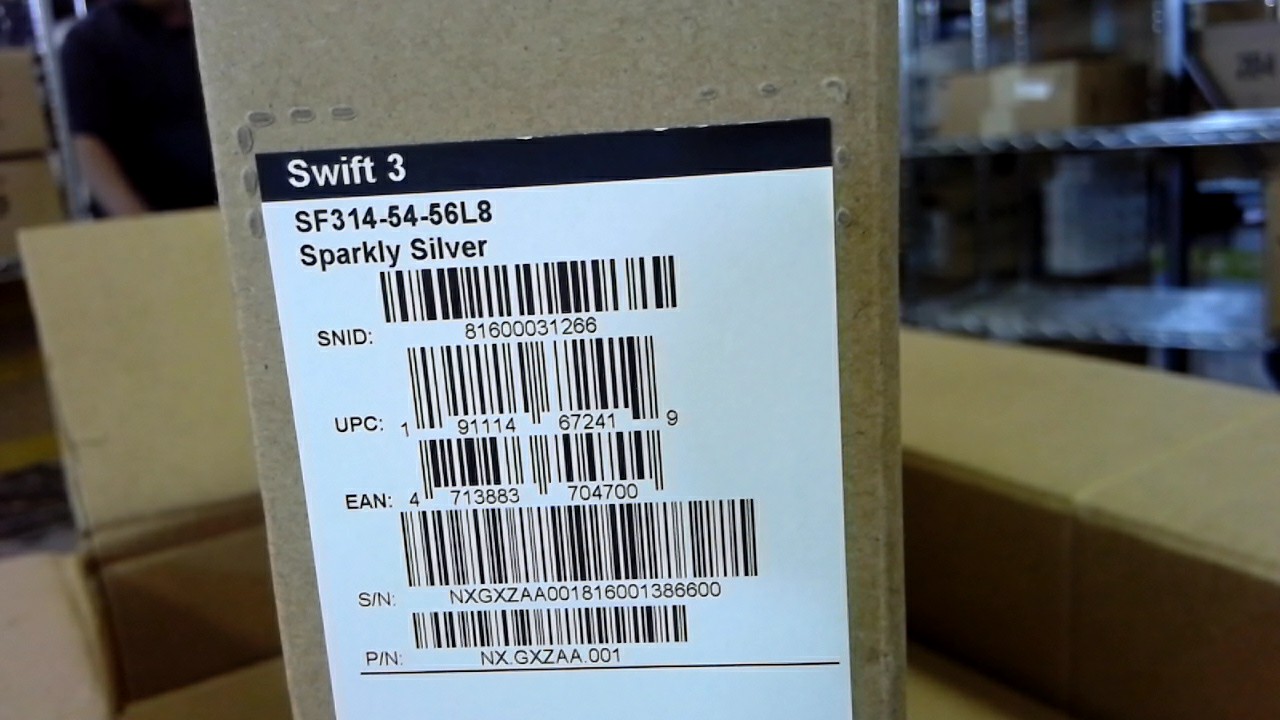 Swift 3
SF314-54-56L8
Sparkly Silver
SNID: 81600031266
UPC: 1 91114 67241 9
EAN: 4 713883 704700
S/N: NXGXZAA001816001386600
P/N: NX.GXZAA.001